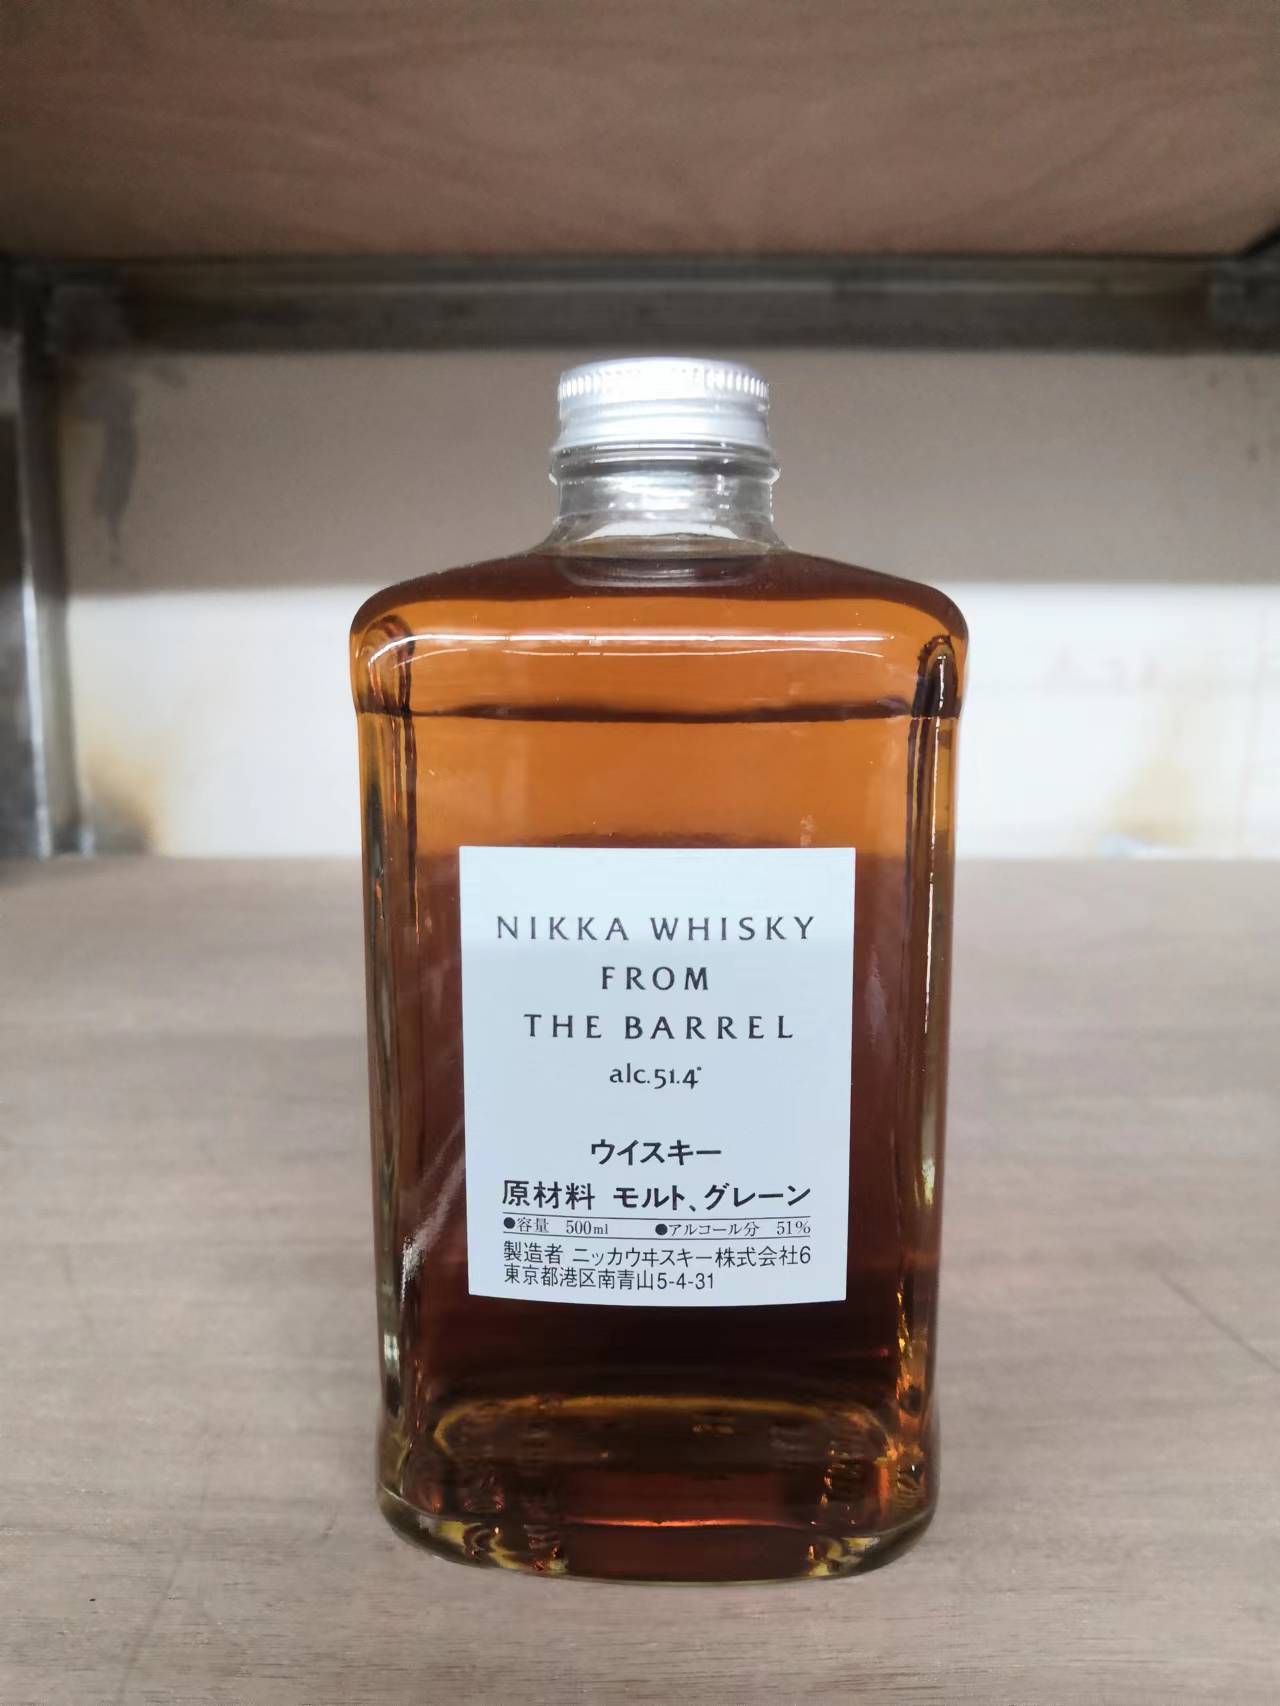 NIKKA WHISKY
FROM
THE BARREL
alc.51.4°
ウイスキー
原材料 モルト、グレーン
●容量 500ml ●アルコール分 51%
製造者 ニッカウヰスキー株式会社6
東京都港区南青山5-4-31